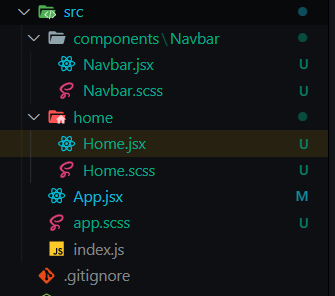 src
components\Navbar
Navbar.jsx U
Navbar.scss U
home
Home.jsx U
Home.scss U
App.jsx M
app.scss U
JS index.js
.gitignore